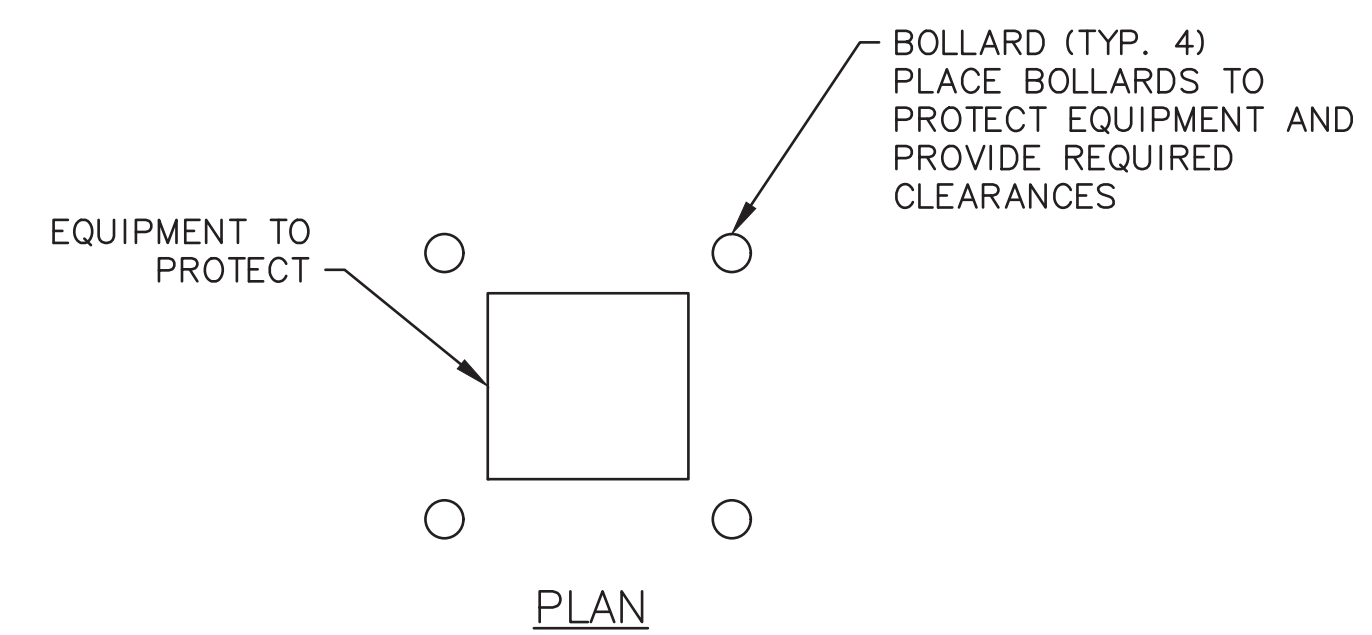 BOLLARD (TYP. 4)
PLACE BOLLARDS TO
PROTECT EQUIPMENT AND
PROVIDE REQUIRED
CLEARANCES
EQUIPMENT TO
PROTECT
PLAN